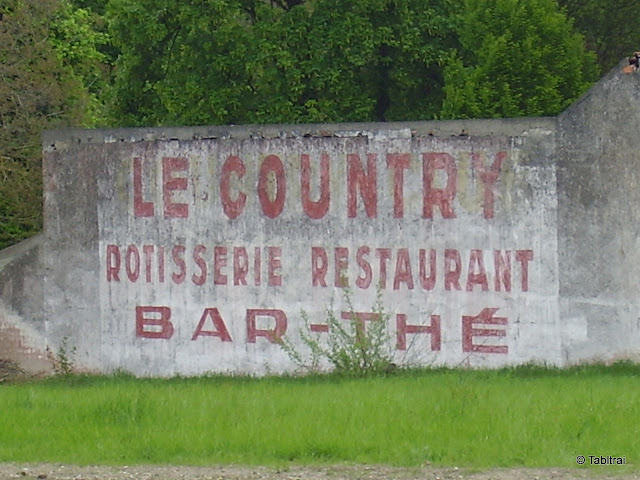 LE COUNTRY
ROTISSERIE RESTAURANT
BAR-THÉ
© Tabitrai